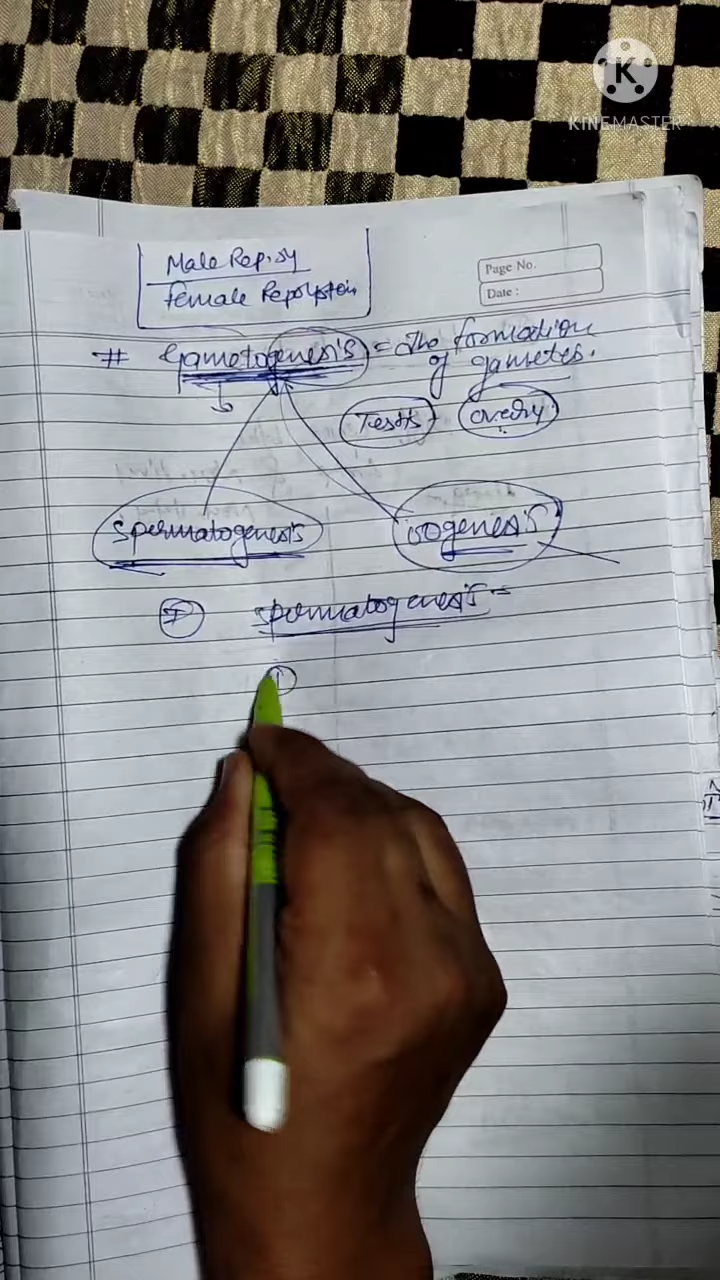 KINEMASTER
Male Rep.sy
Female Rep
Page No.
Date :
# Gametogenesis = The formation
of gametes.
Testis - ovary
Spermatogenesis oogenesis
I Spermatogenesis =
1